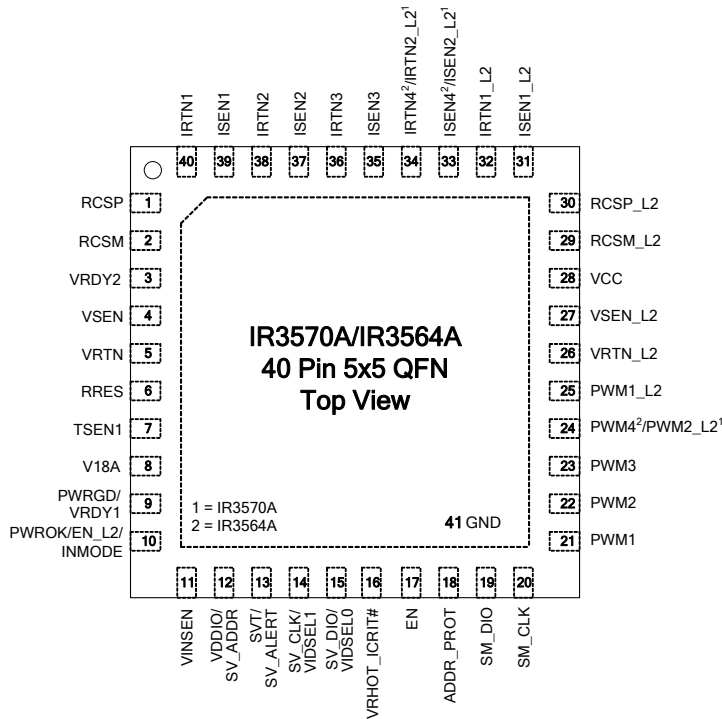 IRTN1
ISEN1
IRTN2
ISEN2
IRTN3
ISEN3
IRTN4²/IRTN2_L2¹
ISEN4²/ISEN2_L2¹
IRTN1_L2
ISEN1_L2
40 39 38 37 36 35 34 33 32 31
RCSP 1
RCSM 2
VRDY2 3
VSEN 4
VRTN 5
RRES 6
TSEN1 7
V18A 8
PWRGD/
VRDY1 9
PWROK/EN_L2/
INMODE 10
IR3570A/IR3564A
40 Pin 5x5 QFN
Top View
1 = IR3570A
2 = IR3564A
41 GND
30 RCSP_L2
29 RCSM_L2
28 VCC
27 VSEN_L2
26 VRTN_L2
25 PWM1_L2
24 PWM4²/PWM2_L2¹
23 PWM3
22 PWM2
21 PWM1
11 12 13 14 15 16 17 18 19 20
VINSEN
VDDIO/
SV_ADDR
SVT/
SV_ALERT
SV_CLK/
VIDSEL1
SV_DIO/
VIDSEL0
VRHOT_ICRIT#
EN
ADDR_PROT
SM_DIO
SM_CLK